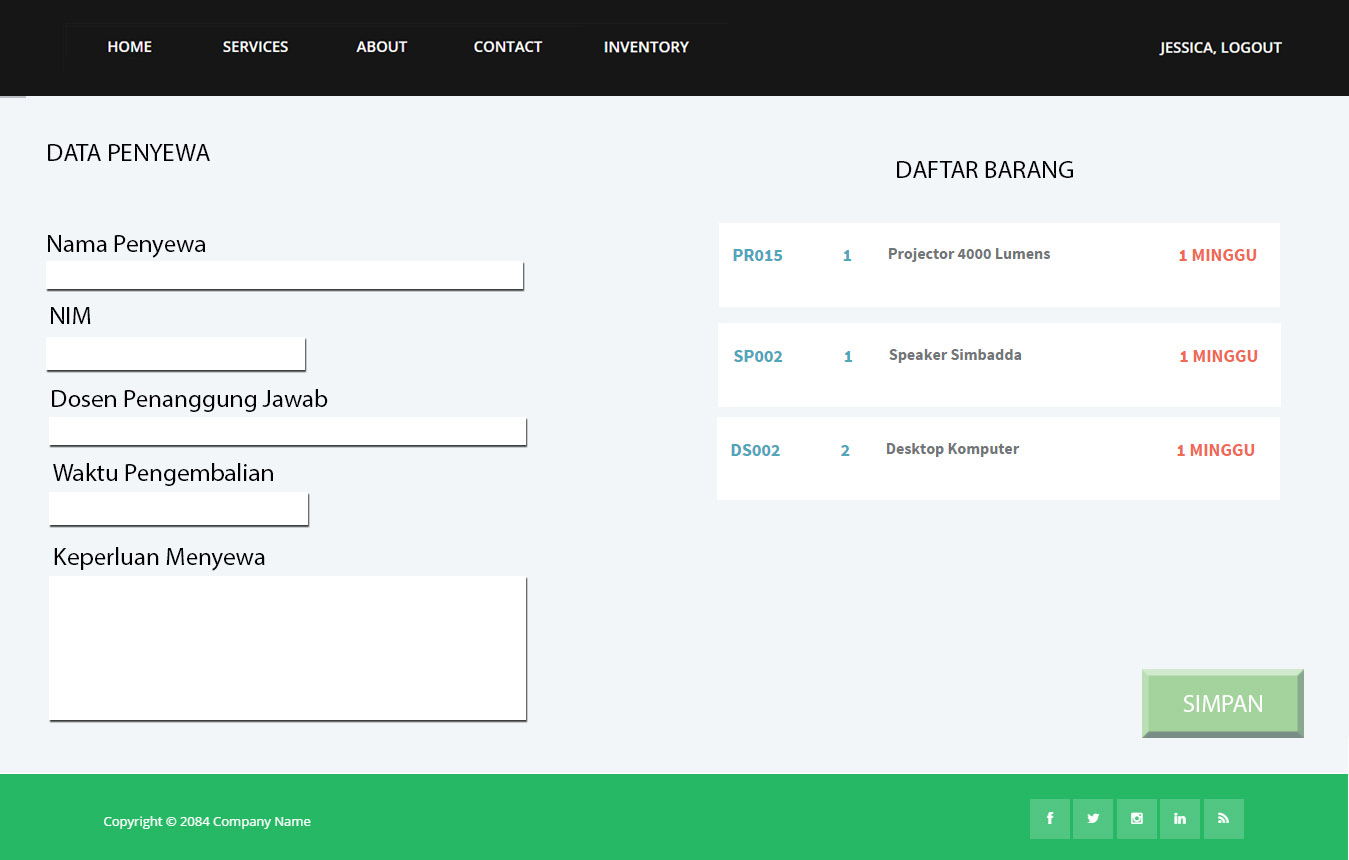 HOME SERVICES ABOUT CONTACT INVENTORY JESSICA, LOGOUT
DATA PENYEWA
Nama Penyewa
NIM
Dosen Penanggung Jawab
Waktu Pengembalian
Keperluan Menyewa
DAFTAR BARANG
PR015 1 Projector 4000 Lumens 1 MINGGU
SP002 1 Speaker Simbadda 1 MINGGU
DS002 2 Desktop Komputer 1 MINGGU
SIMPAN
Copyright © 2084 Company Name